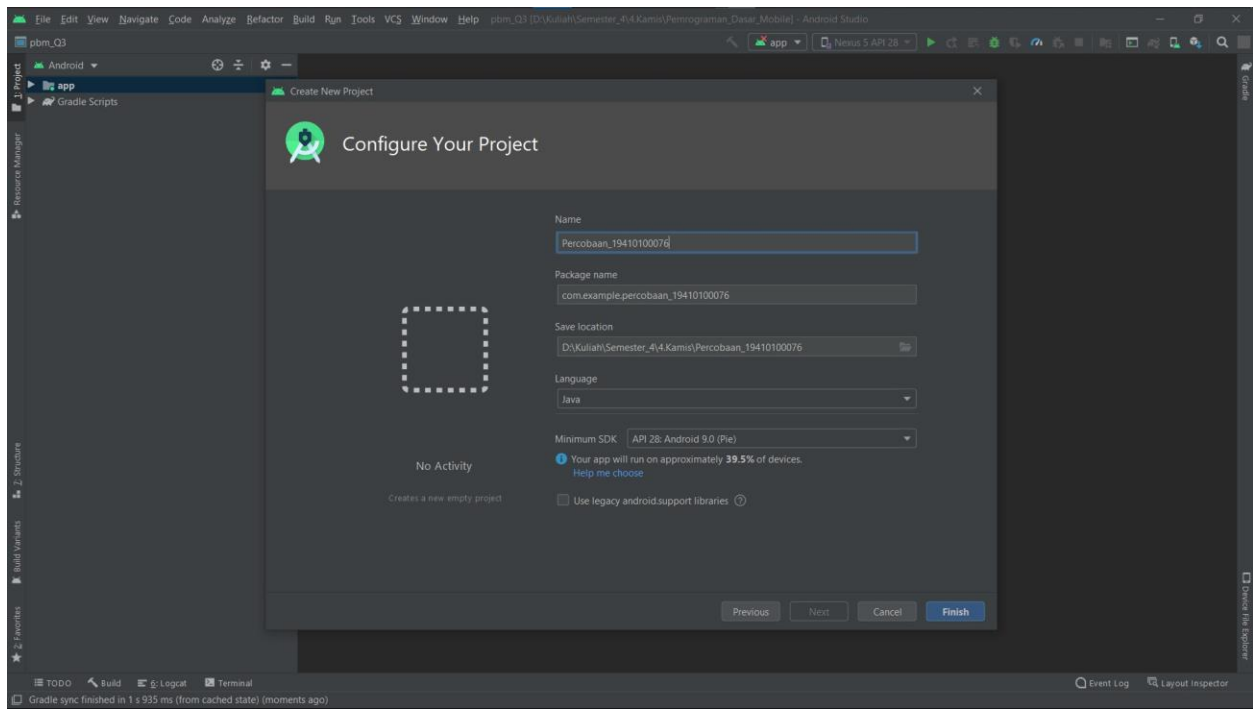 File Edit View Navigate Code Analyze Refactor Build Run Tools VCS Window Help pbm_Q3 [D:\Kuliah\Semester_4\4.Kamis\Pemrograman_Dasar_Mobile] - Android Studio
pbm_Q3
app
Nexus 5 API 28
1: Project
Android
app
Gradle Scripts
Gradle
Resource Manager
Create New Project
Configure Your Project
Name
Percobaan_19410100076
Package name
com.example.percobaan_19410100076
Save location
D:\Kuliah\Semester_4\4.Kamis\Percobaan_19410100076
Language
Java
Minimum SDK API 28: Android 9.0 (Pie)
Your app will run on approximately 39.5% of devices.
Help me choose
Use legacy android.support libraries
No Activity
Creates a new empty project
Previous Next Cancel Finish
Z: Structure
Build Variants
2: Favorites
Device File Explorer
TODO Build 6: Logcat Terminal
Event Log Layout Inspector
Gradle sync finished in 1 s 935 ms (from cached state) (moments ago)